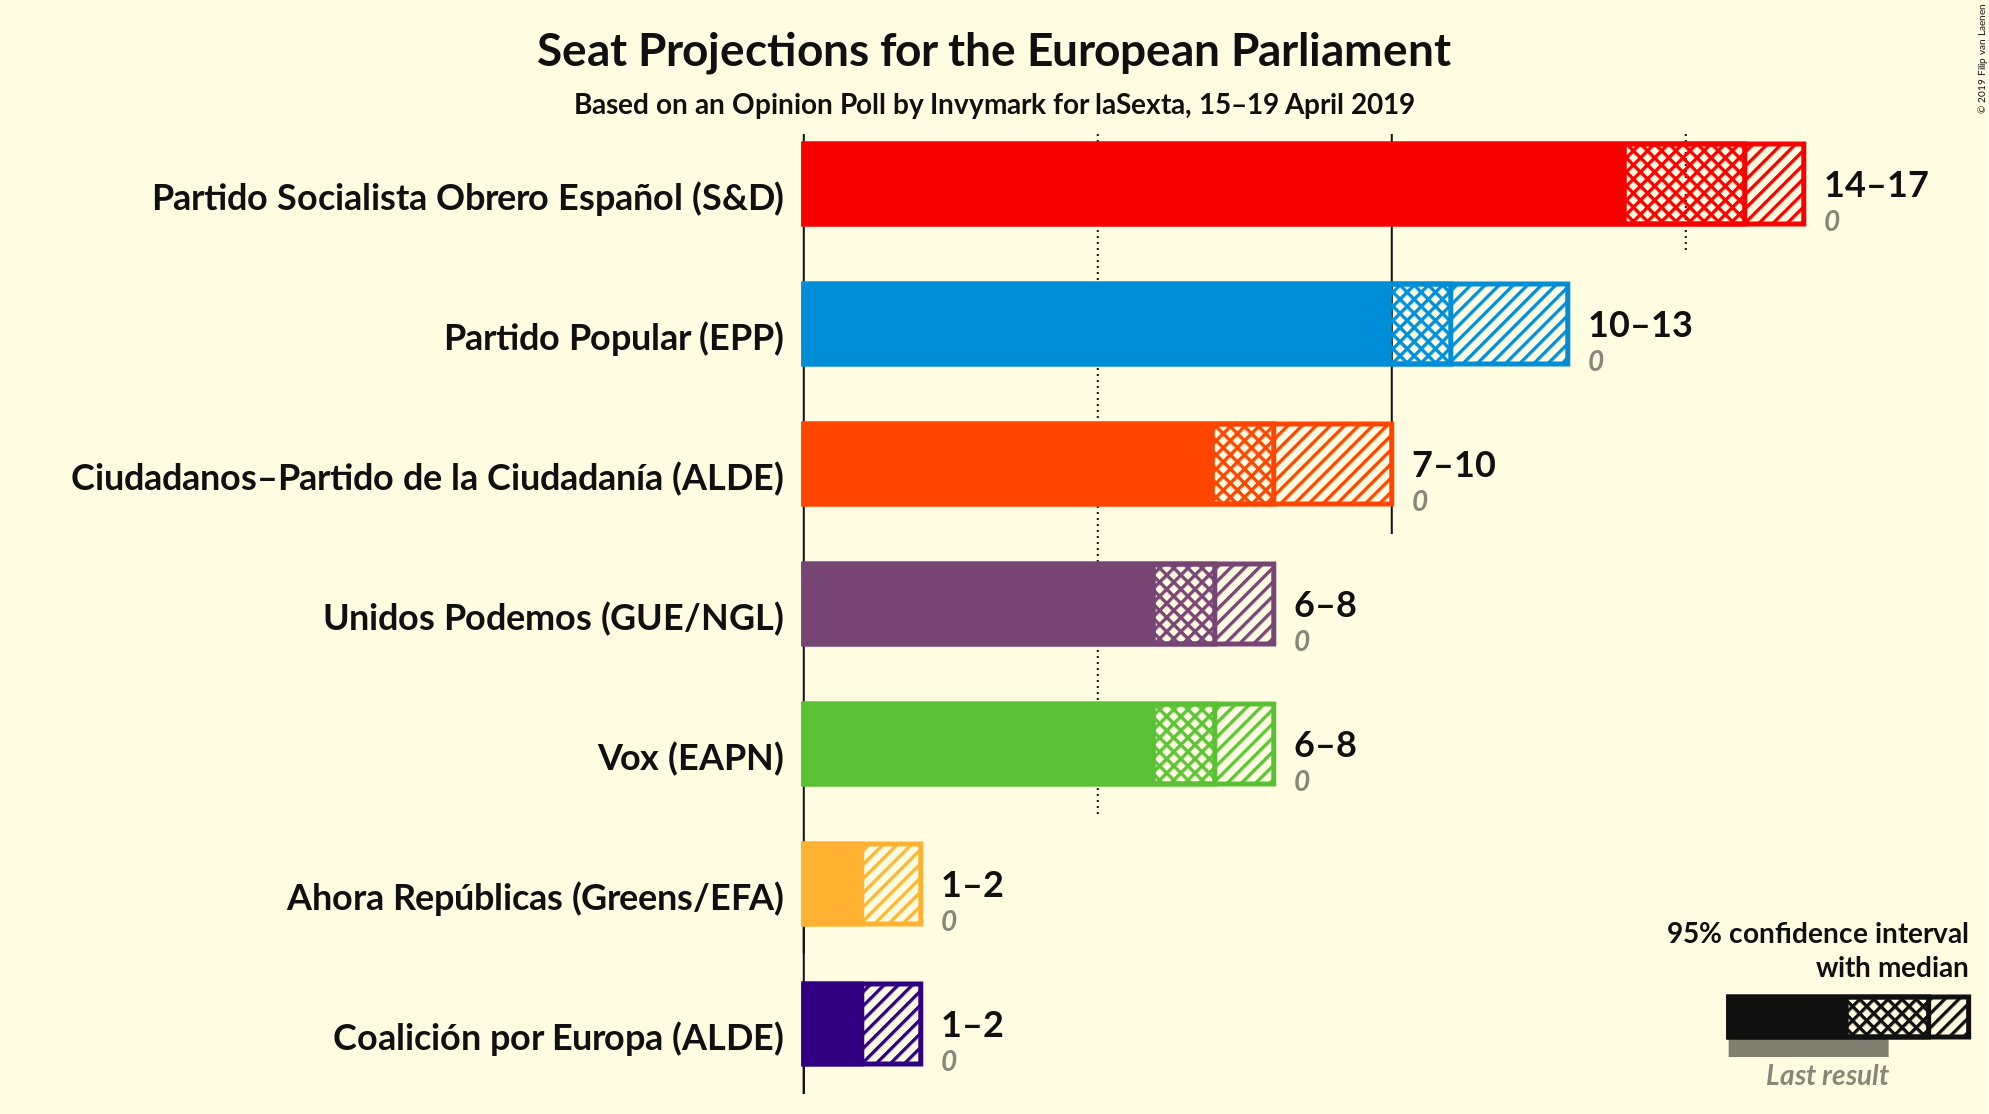 Seat Projections for the European Parliament
Based on an Opinion Poll by Invymark for laSexta, 15–19 April 2019
© 2019 Filip van Laenen
Partido Socialista Obrero Español (S&D)
14–17
0
Partido Popular (EPP)
10–13
0
Ciudadanos–Partido de la Ciudadanía (ALDE)
7–10
0
Unidos Podemos (GUE/NGL)
6–8
0
Vox (EAPN)
6–8
0
Ahora Repúblicas (Greens/EFA)
1–2
0
Coalición por Europa (ALDE)
1–2
0
95% confidence interval
with median
Last result